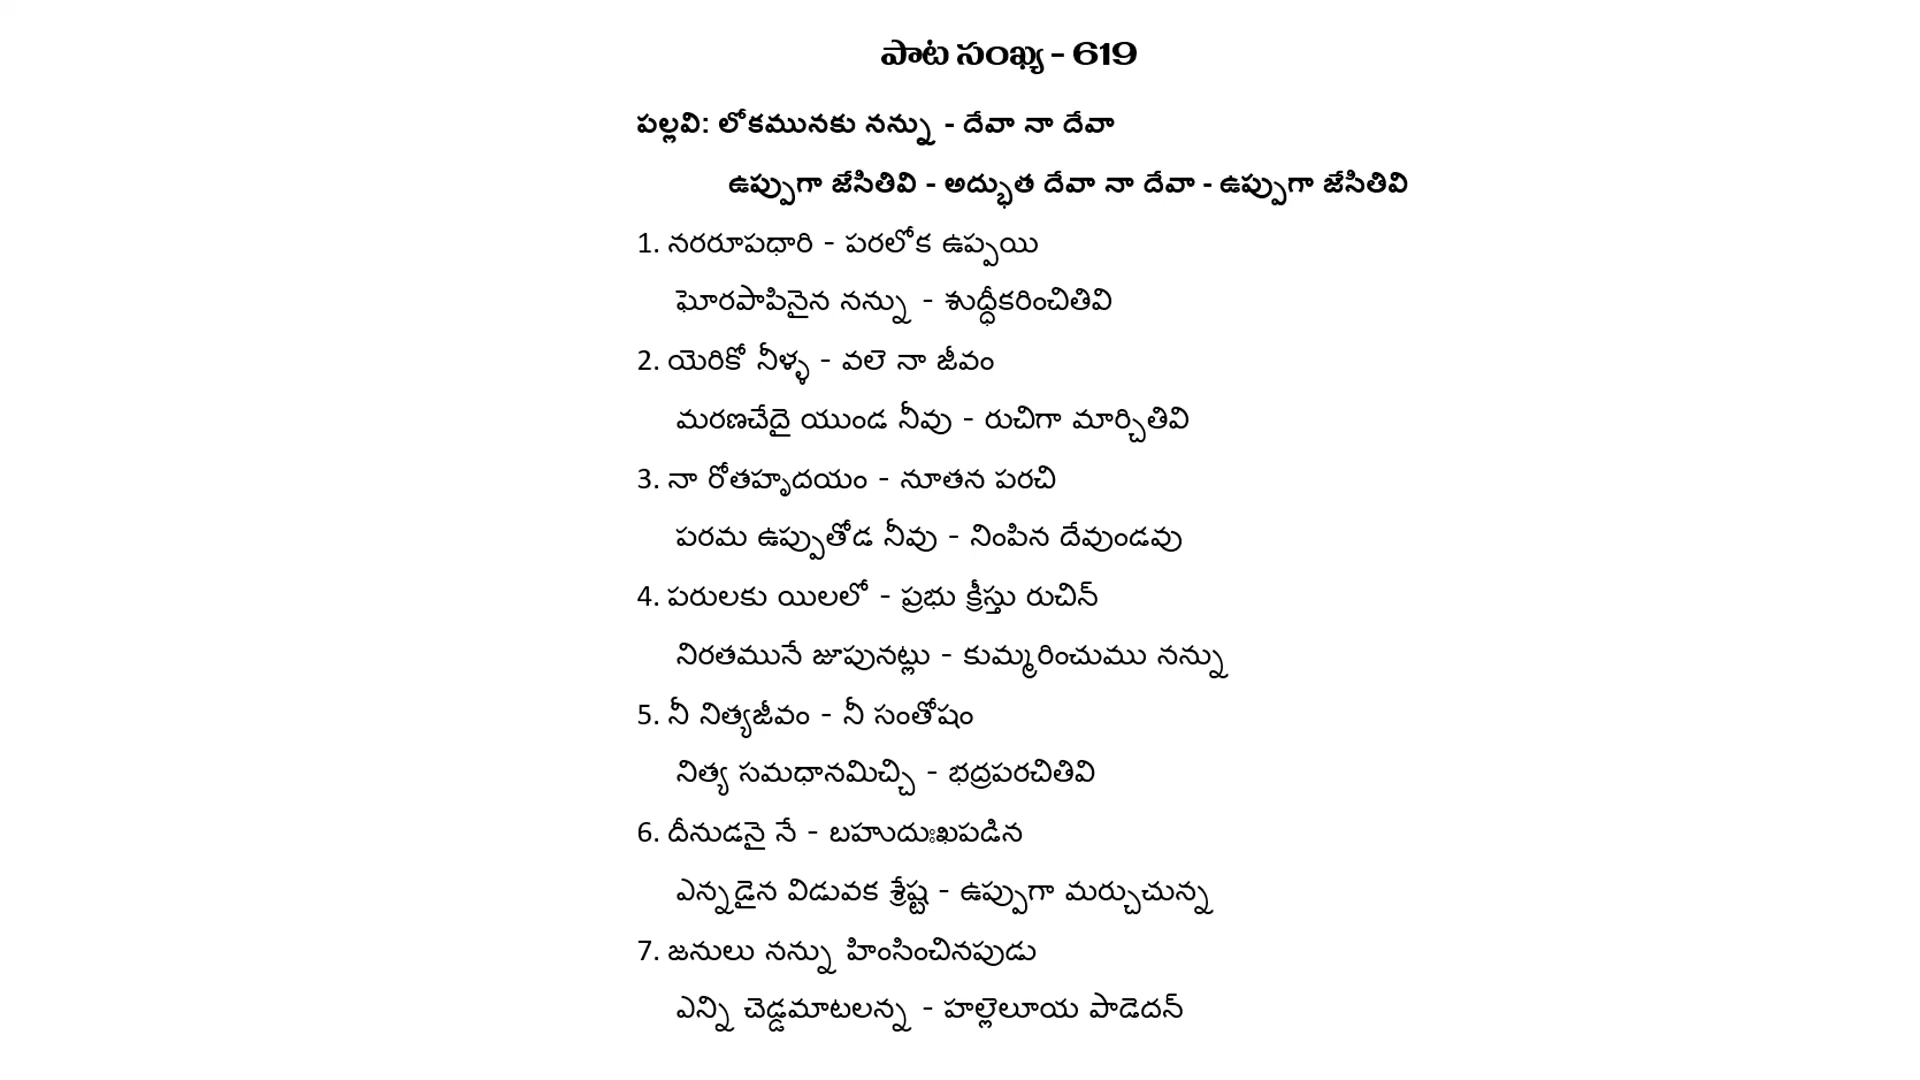 పాట సంఖ్య - 619
పల్లవి: లోకమునకు నన్ను - దేవా నా దేవా
ఉప్పుగా జేసితివి - అద్భుత దేవా నా దేవా - ఉప్పుగా జేసితివి
1. నరరూపధారి - పరలోక ఉప్పయి
ఘోరపాపినైన నన్ను - శుద్ధీకరించితివి
2. యెరికో నీళ్ళ - వలె నా జీవం
మరణచేదై యుండ నీవు - రుచిగా మార్చితివి
3. నా రోతహృదయం - నూతన పరచి
పరమ ఉప్పుతోడ నీవు - నింపిన దేవుండవు
4. పరులకు యిలలో - ప్రభు క్రీస్తు రుచిన్
నిరతమునే జూపునట్లు - కుమ్మరించుము నన్ను
5. నీ నిత్యజీవం - నీ సంతోషం
నిత్య సమధానమిచ్చి - భద్రపరచితివి
6. దీనుడనై నే - బహుదుఃఖపడిన
ఎన్నడైన విడువక శ్రేష్ట - ఉప్పుగా మర్చుచున్న
7. జనులు నన్ను హింసించినపుడు
ఎన్ని చెడ్డమాటలన్న - హల్లెలూయ పాడెదన్